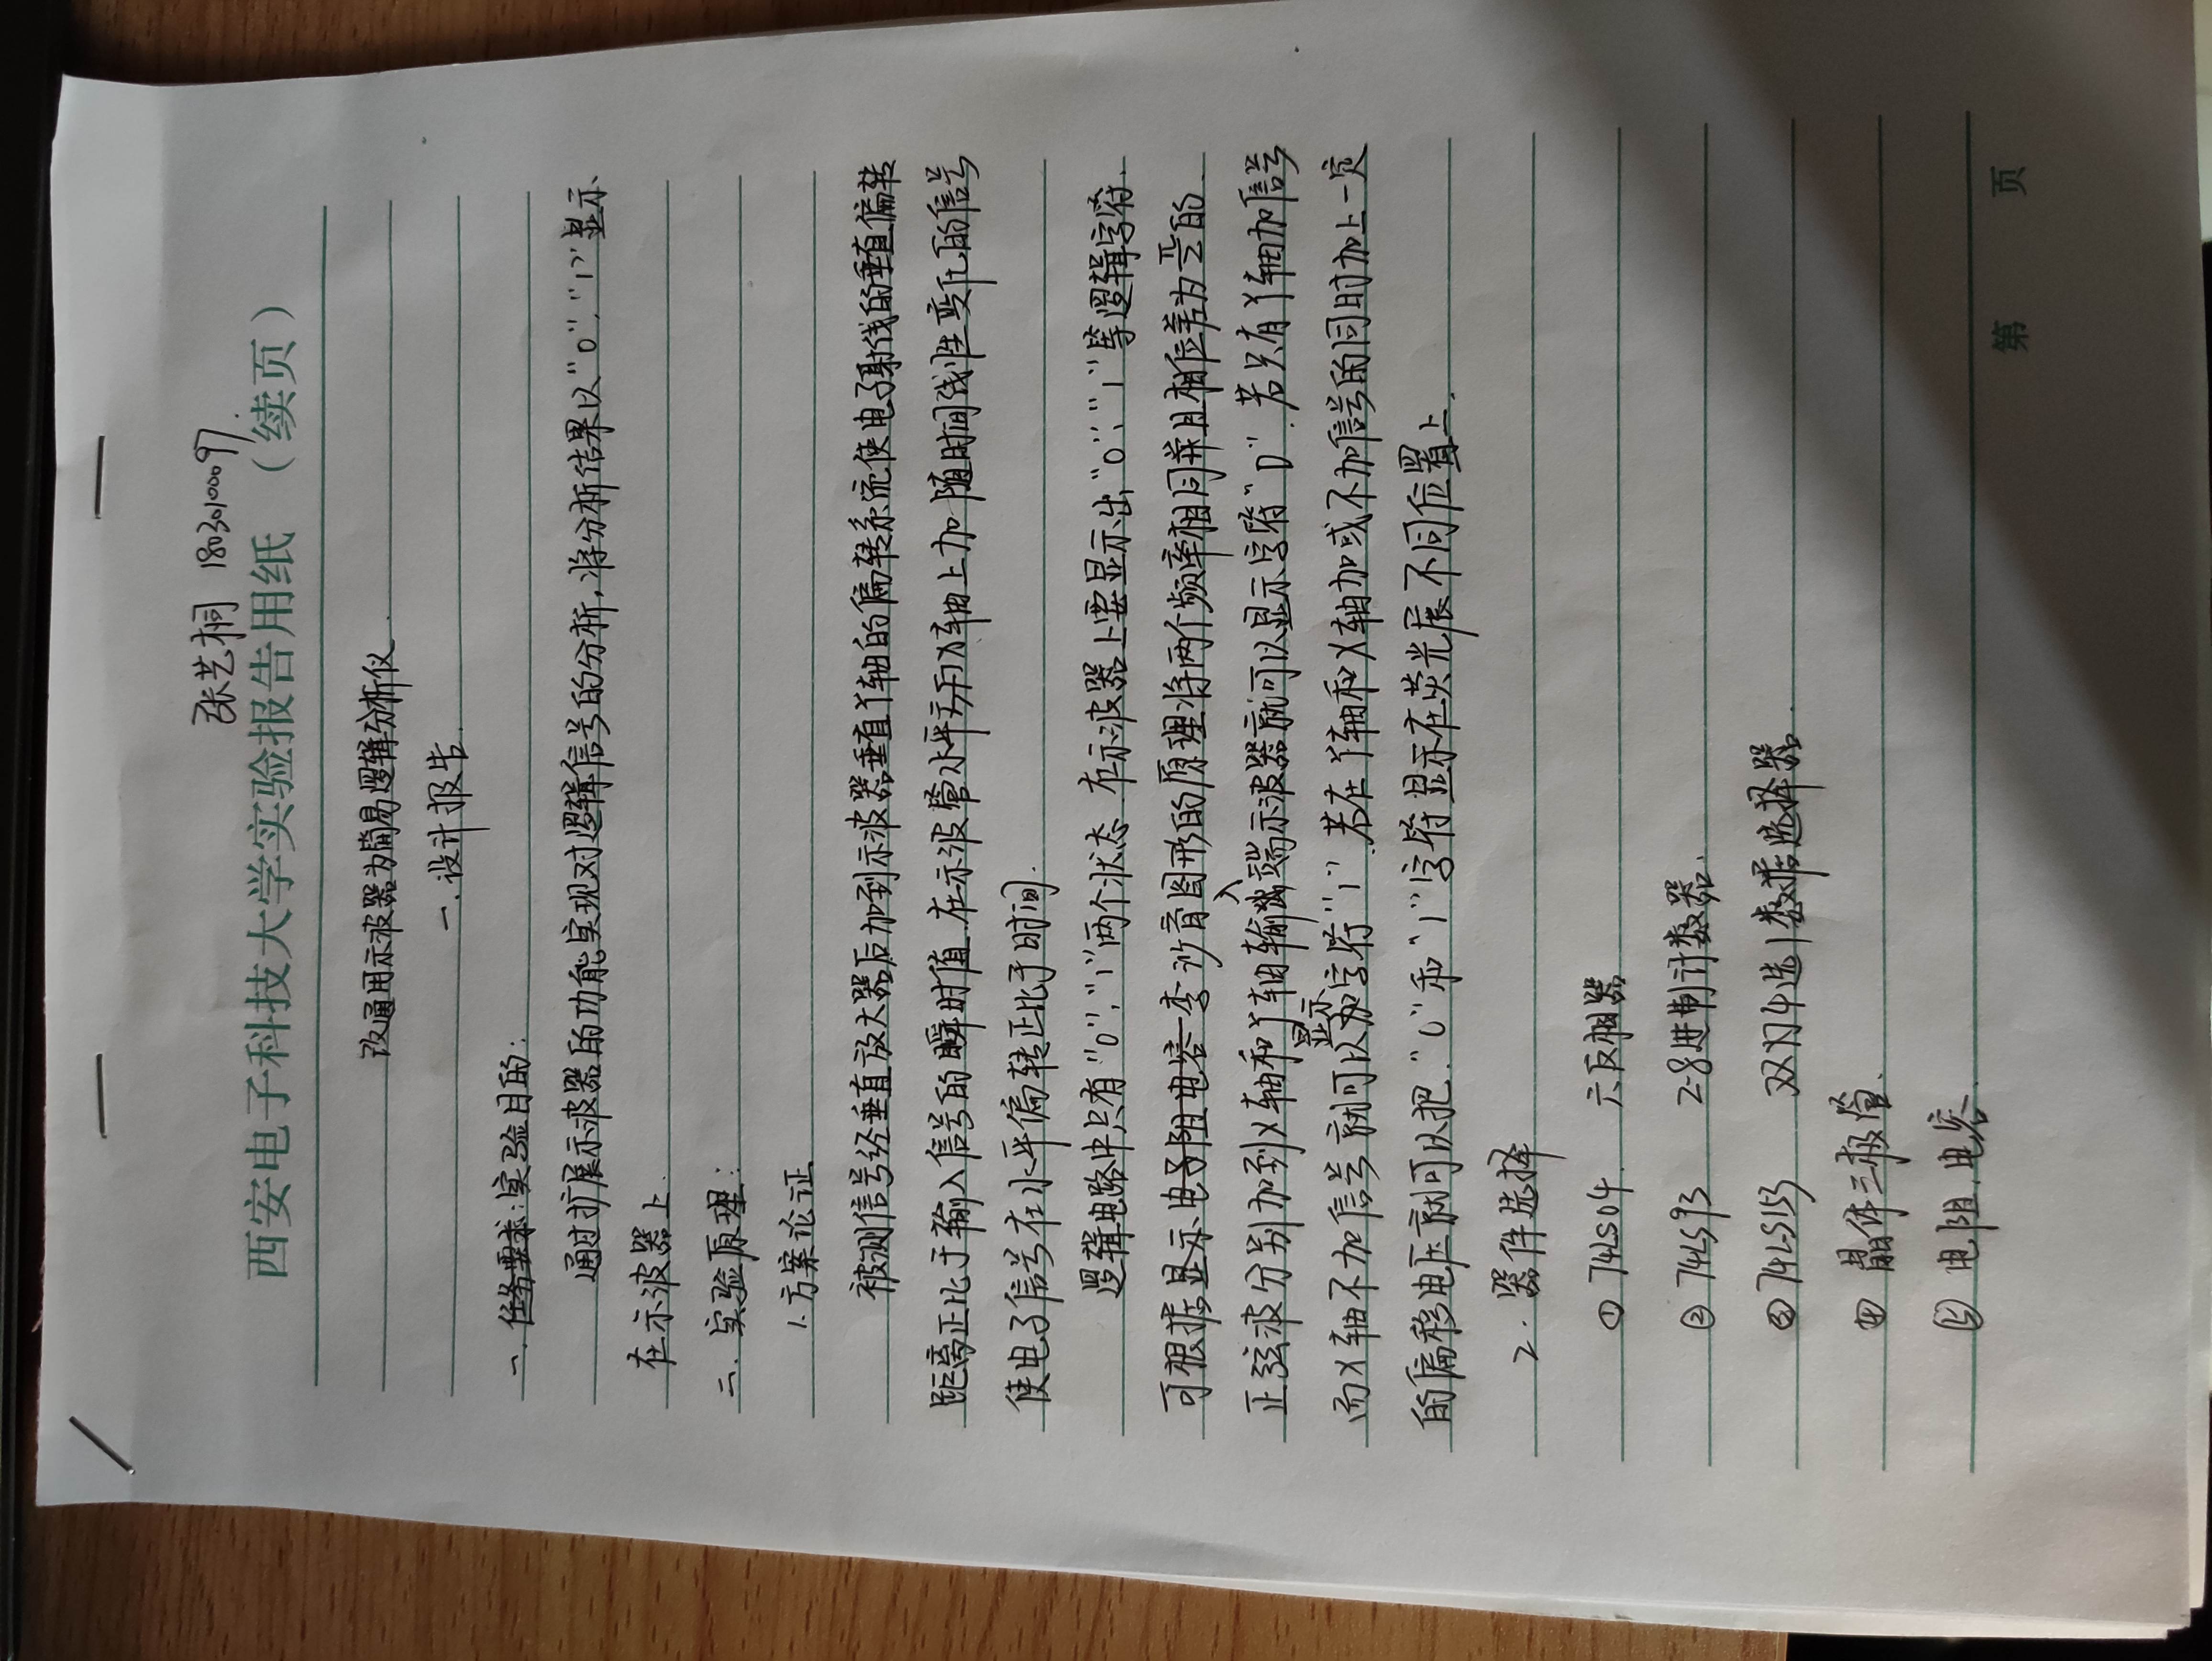 张艺桐 18030100097.
西安电子科技大学实验报告用纸 （续页）
改通用示波器为简易逻辑分析仪.
一.设计报告.
一. 任务要求: 实验目的:
通过扩展示波器的功能实现对逻辑信号的分析,将分析结果以"0","1"显示
在示波器上.
二. 实验原理:
1.方案论证
被测信号经垂直放大器后加到示波器垂直Y轴的偏转系统使电子射线的垂直偏转
距离正比于输入信号的瞬时值.在示波管水平方向X轴上加随时间线性变化的信号
使电子信号在水平偏转正比于时间.
逻辑电路中只有"0","1"两个状态.在示波器上要显示出"0","1"等逻辑字符.
可根据显示电子阻电容李沙育图形的原理将两个频率相同并且相位差为π/2的
正弦波分别加到X轴和Y轴输入端示波器就可以显示字符"0".若只有Y轴加信号
而X轴不加信号就可以显示字符"1".若在Y轴和X轴加或不加信号的同时加上一定
的偏移电压就可以把"0"和"1"字符显示在荧光屏不同位置上.
2. 器件选择
① 74LS04. 六反相器
② 74LS93 2-8进制计数器.
③ 74LS153 双4选1数据选择器.
④ 晶体三极管.
⑤ 电阻.电容.
第 页